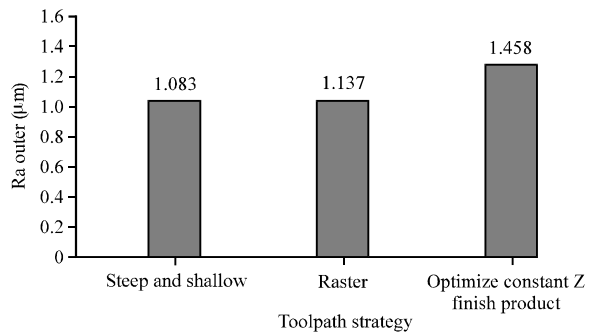 1.6
1.4
1.2
1.0
0.8
0.6
0.4
0.2
0
Ra outer (µm)
1.083
1.137
1.458
Steep and shallow
Raster
Optimize constant Z
finish product
Toolpath strategy